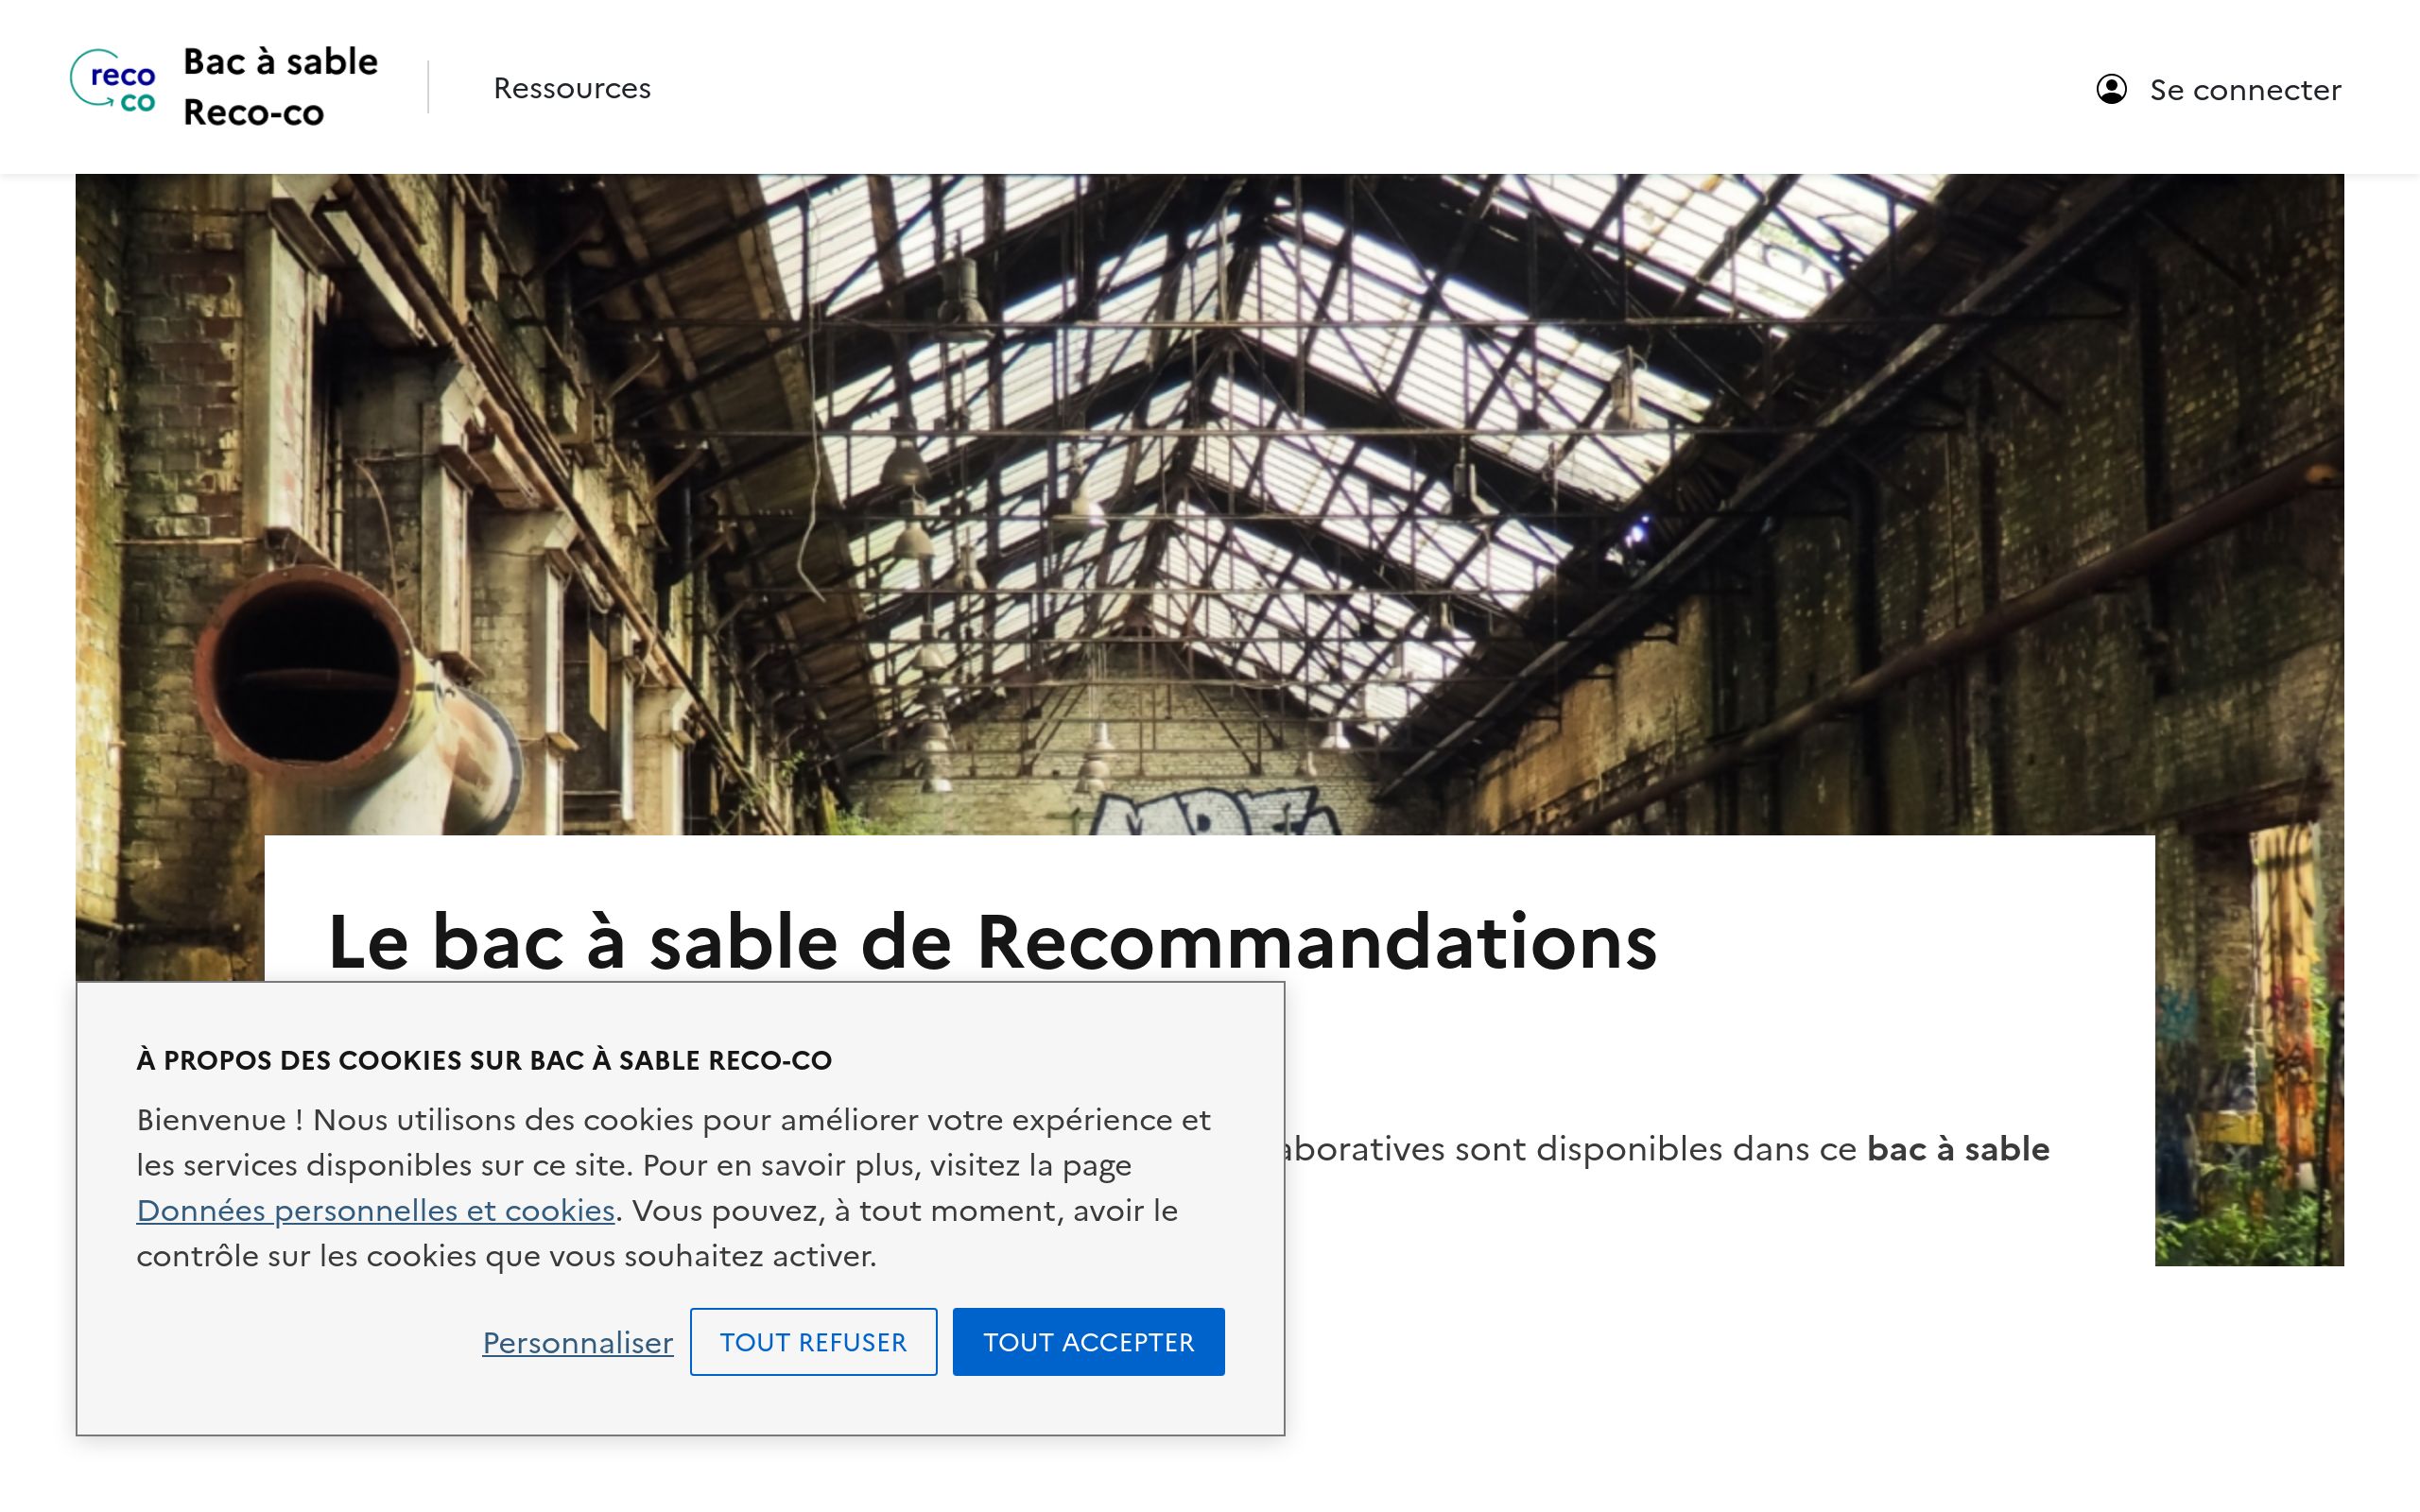 reco
co
Bac à sable
Reco-co
Ressources
Se connecter
Le bac à sable de Recommandations
sont disponibles dans ce bac à sable
À PROPOS DES COOKIES SUR BAC À SABLE RECO-CO
Bienvenue ! Nous utilisons des cookies pour améliorer votre expérience et
les services disponibles sur ce site. Pour en savoir plus, visitez la page
Données personnelles et cookies. Vous pouvez, à tout moment, avoir le
contrôle sur les cookies que vous souhaitez activer.
Personnaliser
TOUT REFUSER
TOUT ACCEPTER